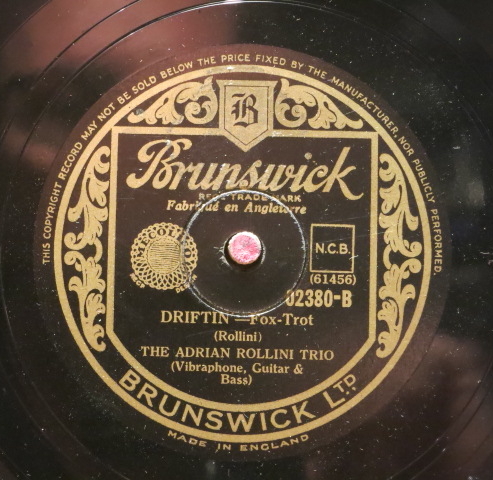 THIS COPYRIGHT RECORD MAY NOT BE SOLD BELOW THE PRICE FIXED BY THE MANUFACTURER, NOR PUBLICLY PERFORMED.
B
Brunswick
REGD TRADE MARK
Fabriqué en Angleterre
N.C.B.
(61456)
02380-B
DRIFTIN—Fox-Trot
(Rollini)
THE ADRIAN ROLLINI TRIO
(Vibraphone, Guitar &
Bass)
BRUNSWICK LTD
MADE IN ENGLAND